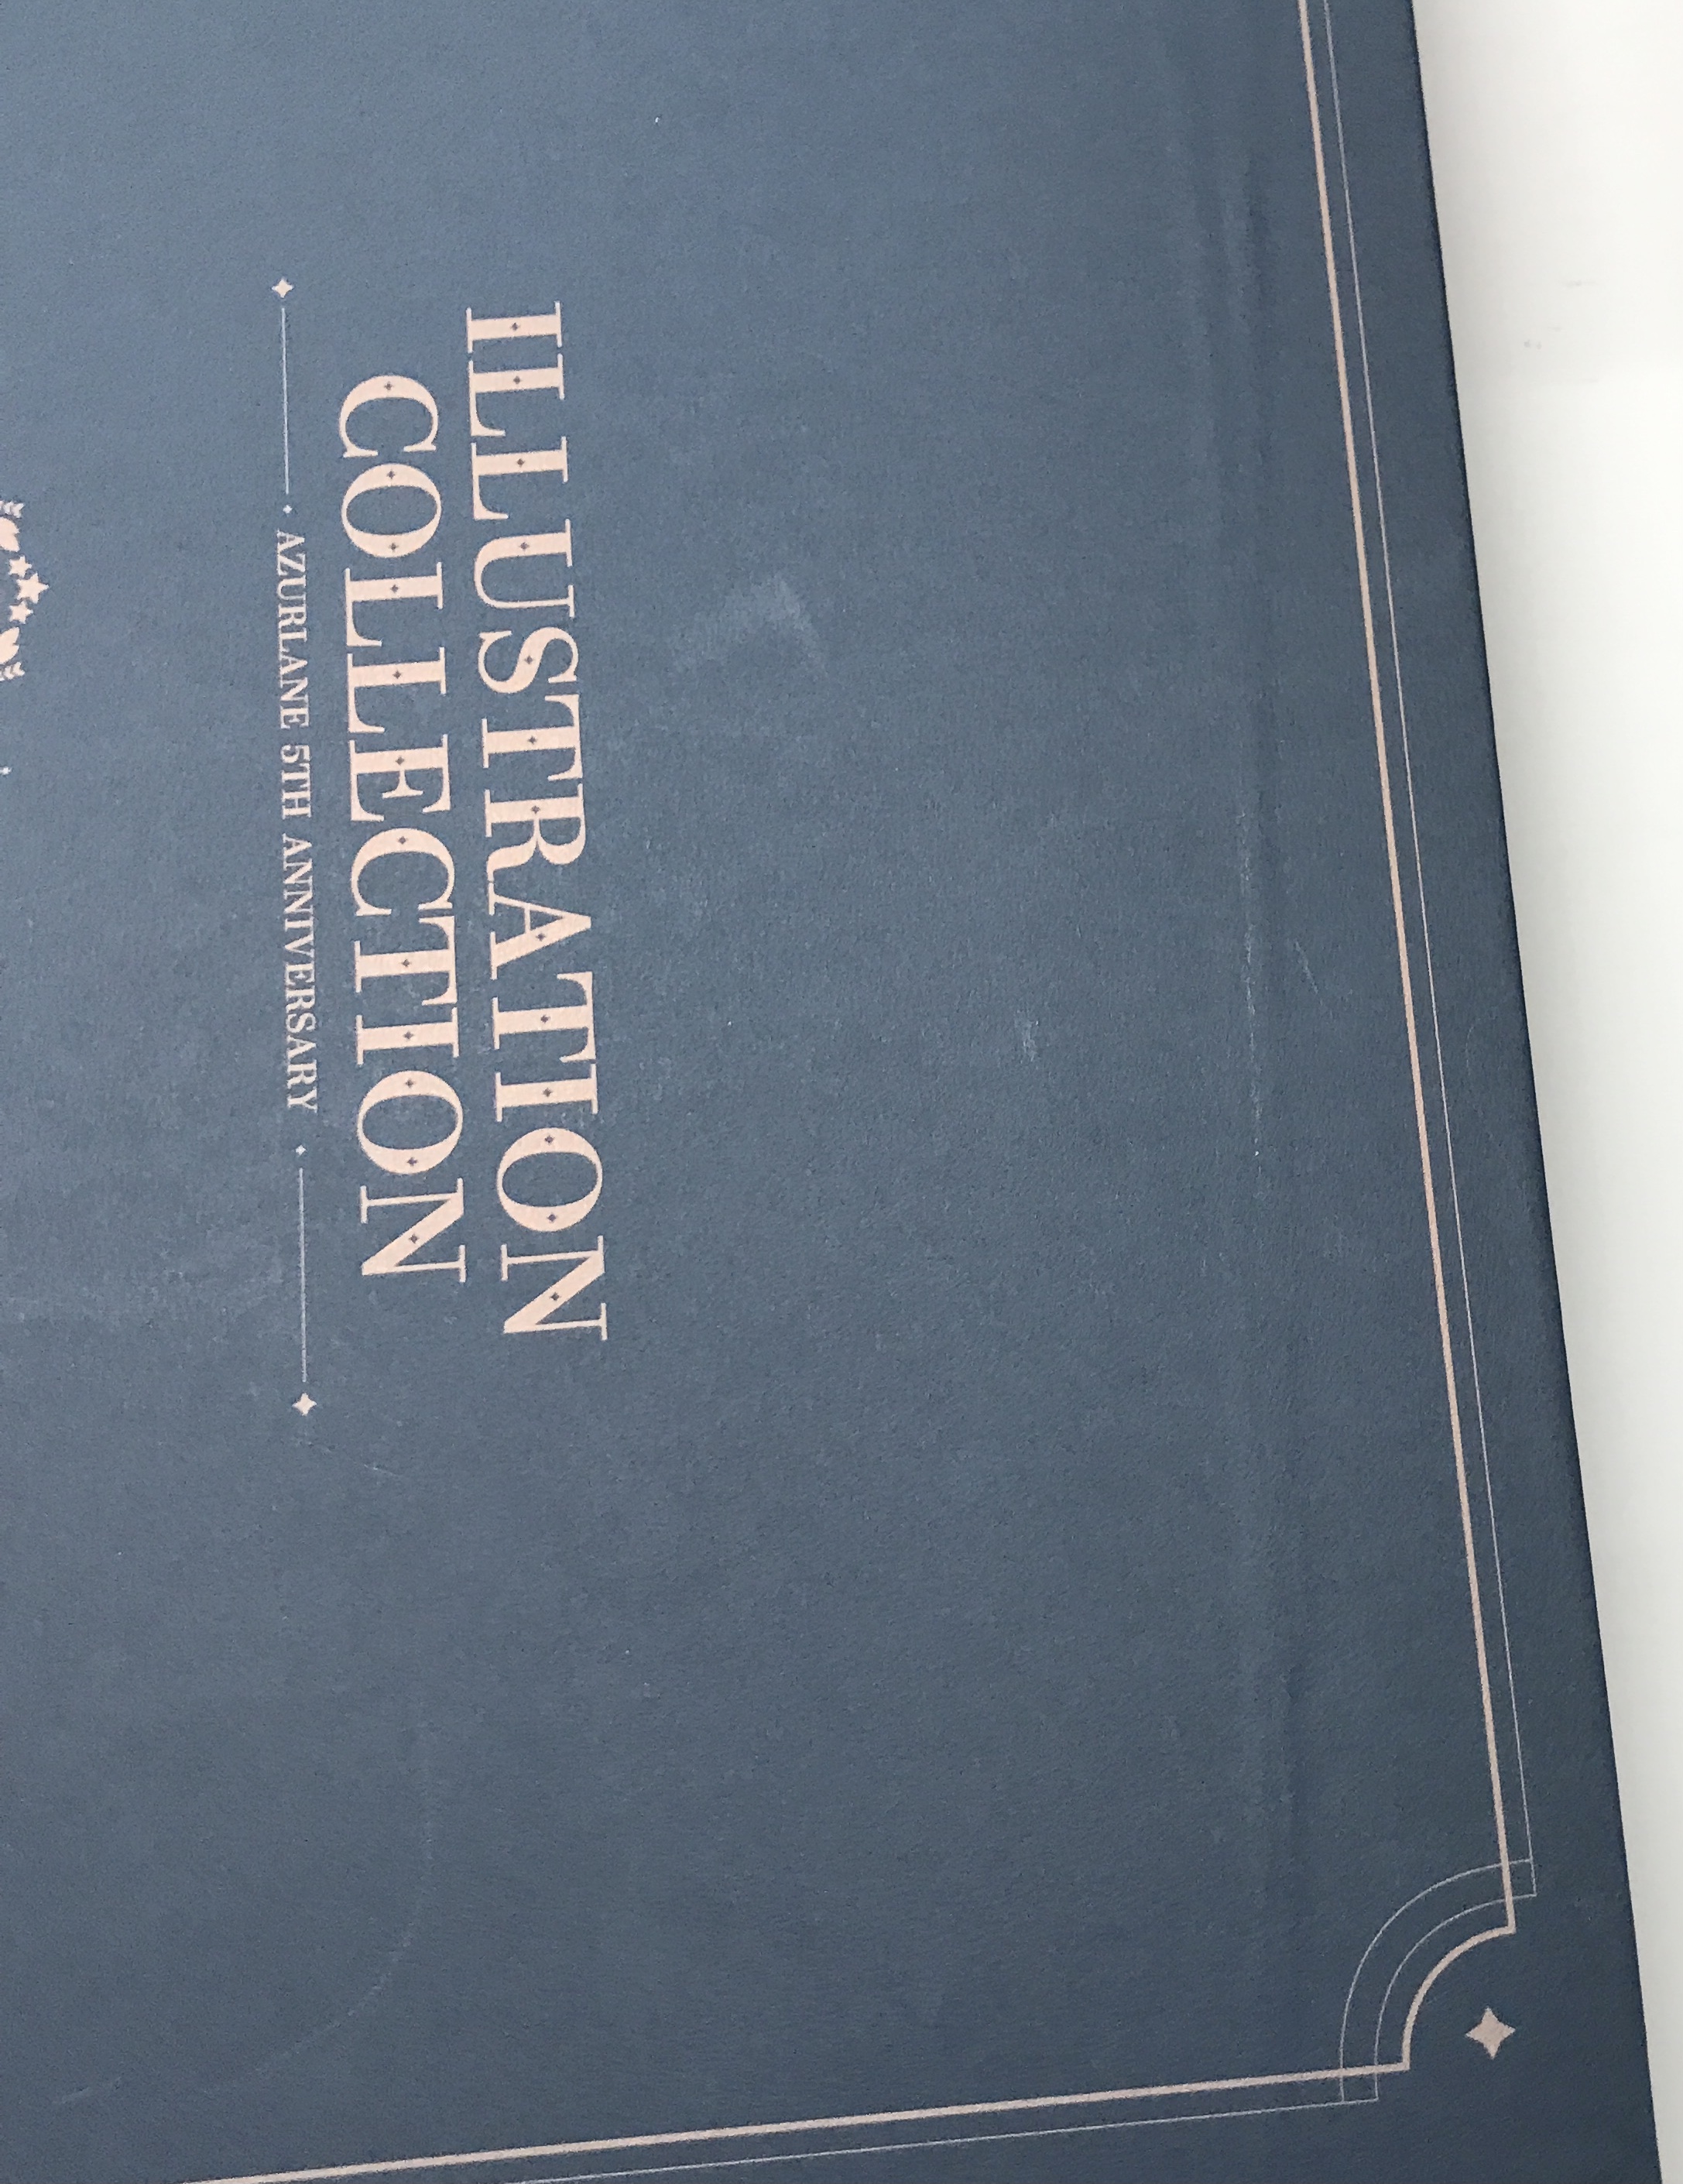 ILLUSTRATION
COLLECTION
AZURLANE 5TH ANNIVERSARY